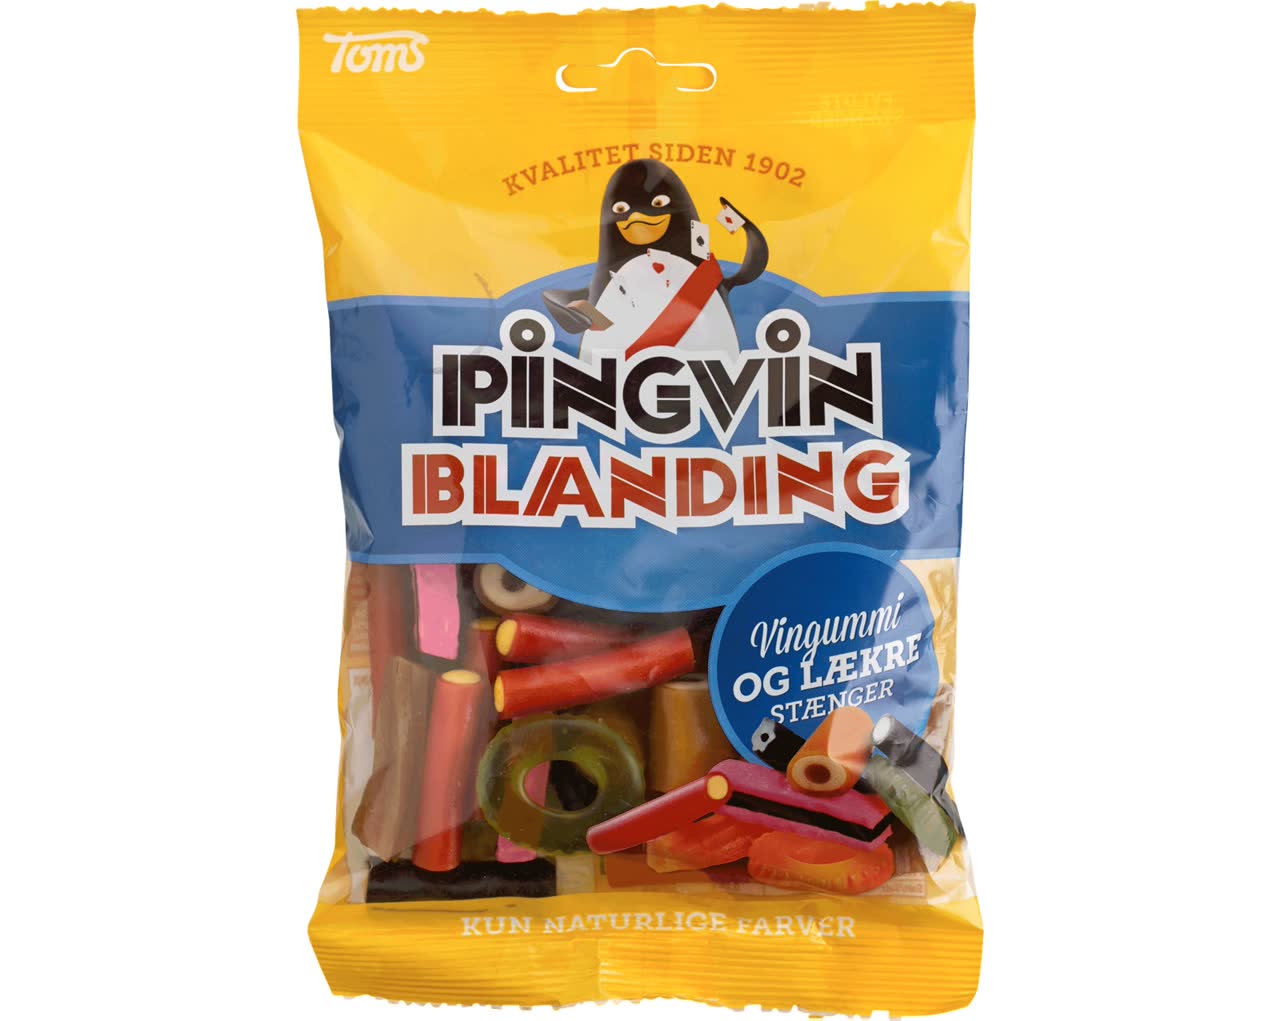 Toms
KVALITET SIDEN 1902
PINGVIN
BLANDING
Vingummi
OG LÆKRE
STÆNGER
KUN NATURLIGE FARVER